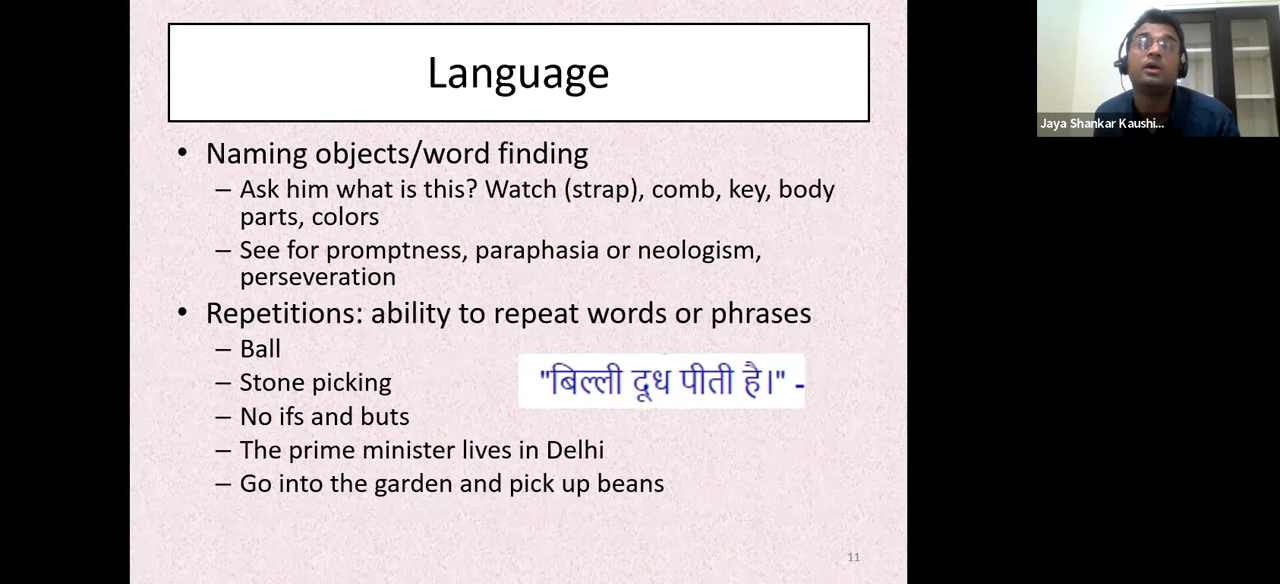 Language
Jaya Shankar Kaushi...
• Naming objects/word finding
– Ask him what is this? Watch (strap), comb, key, body
parts, colors
– See for promptness, paraphasia or neologism,
perseveration
• Repetitions: ability to repeat words or phrases
– Ball
– Stone picking
"बिल्ली दूध पीती है।" -
– No ifs and buts
– The prime minister lives in Delhi
– Go into the garden and pick up beans
11